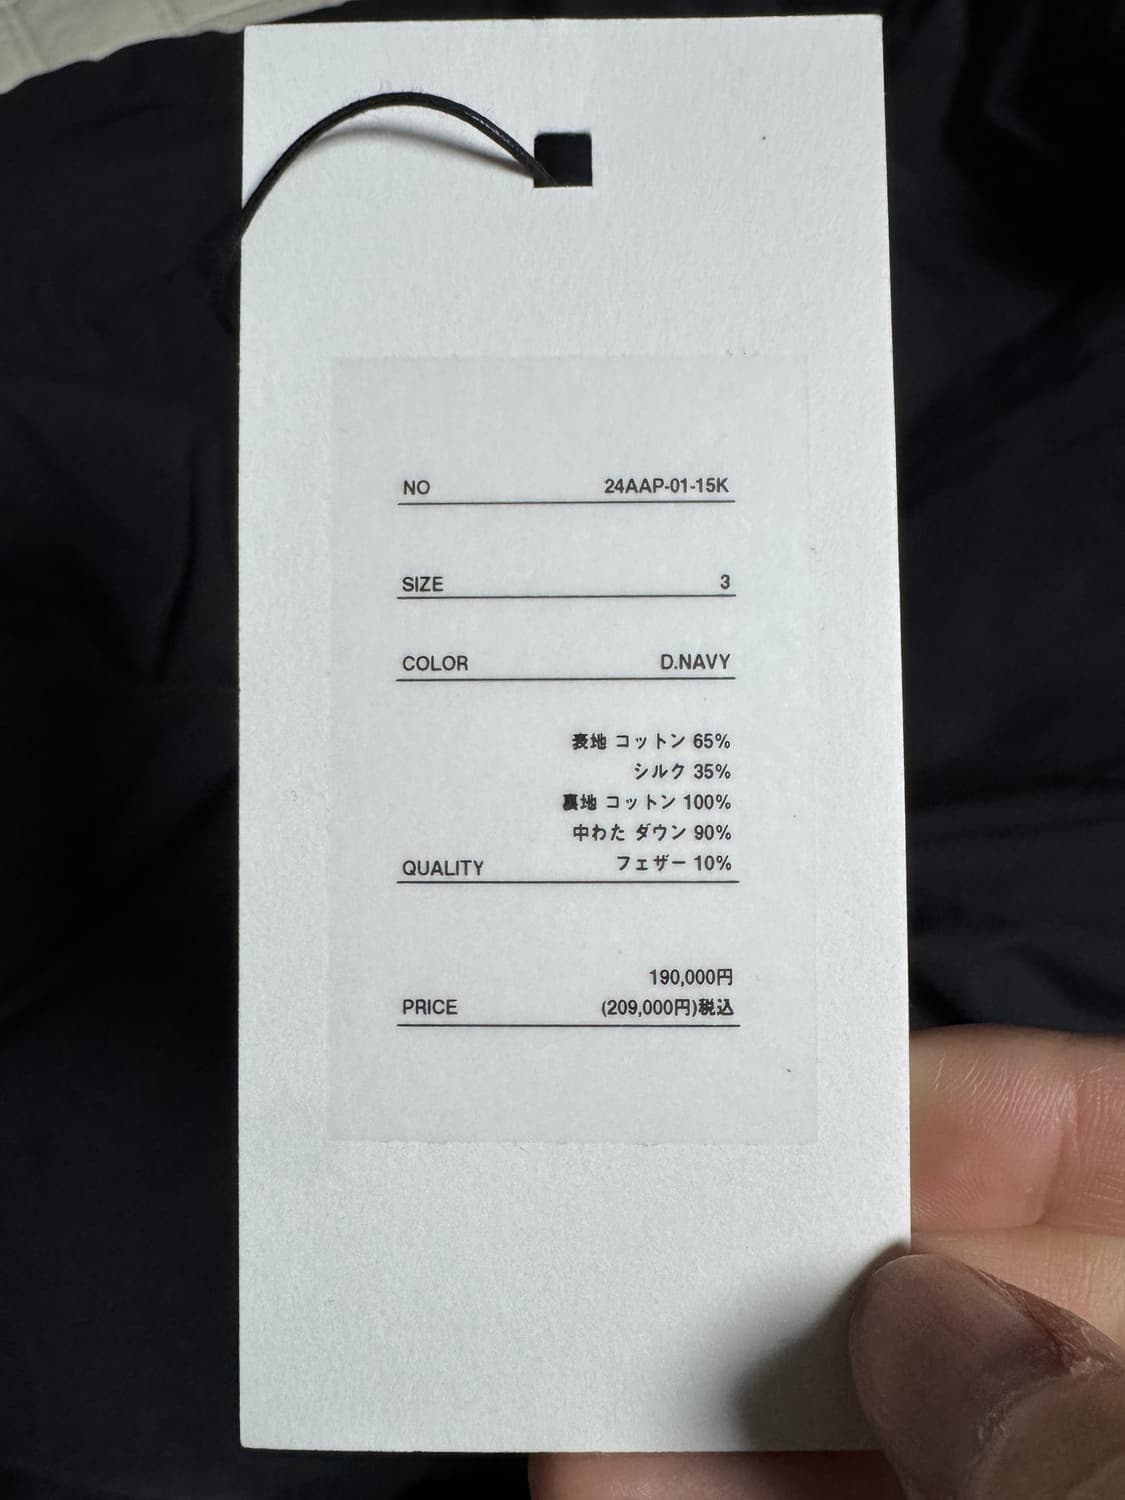 NO 24AAP-01-15K
SIZE 3
COLOR D.NAVY
表地 コットン 65%
シルク 35%
裏地 コットン 100%
中わた ダウン 90%
QUALITY フェザー 10%
190,000円
PRICE (209,000円)税込